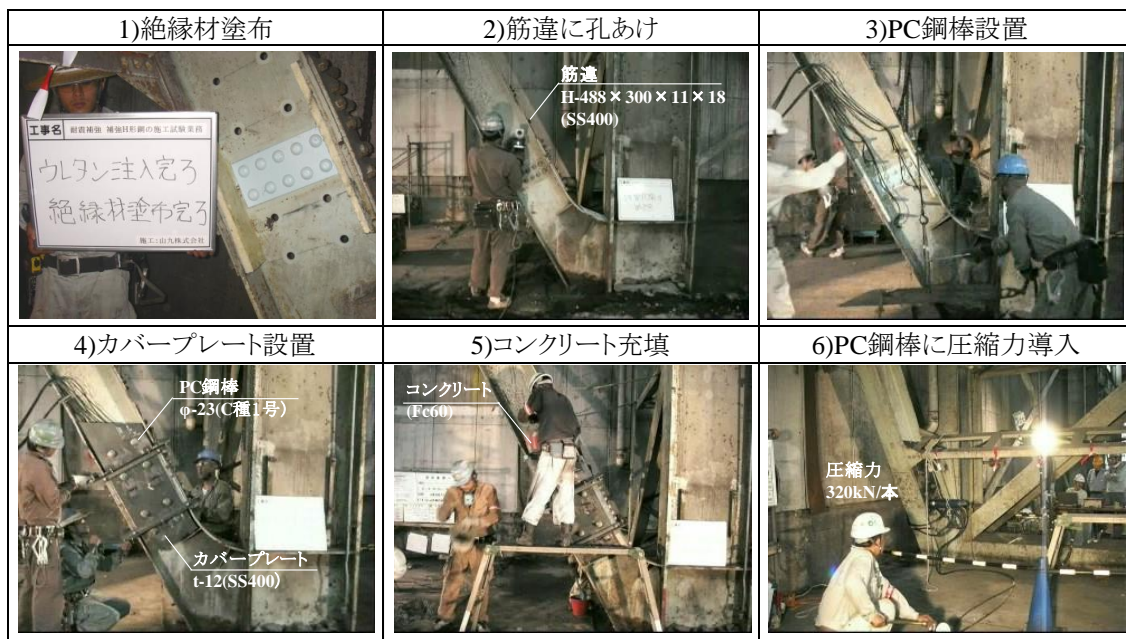 1)絶縁材塗布
2)筋違に孔あけ
3)PC鋼棒設置
工事名
耐震補強 補強H形鋼の施工試験業務
ウレタン注入完了
絶縁材塗布完了
施工:山九株式会社
筋違
H-488×300×11×18
(SS400)
4)カバープレート設置
5)コンクリート充填
6)PC鋼棒に圧縮力導入
PC鋼棒
φ-23(C種1号)
カバープレート
t-12(SS400)
コンクリート
(Fc60)
圧縮力
320kN/本